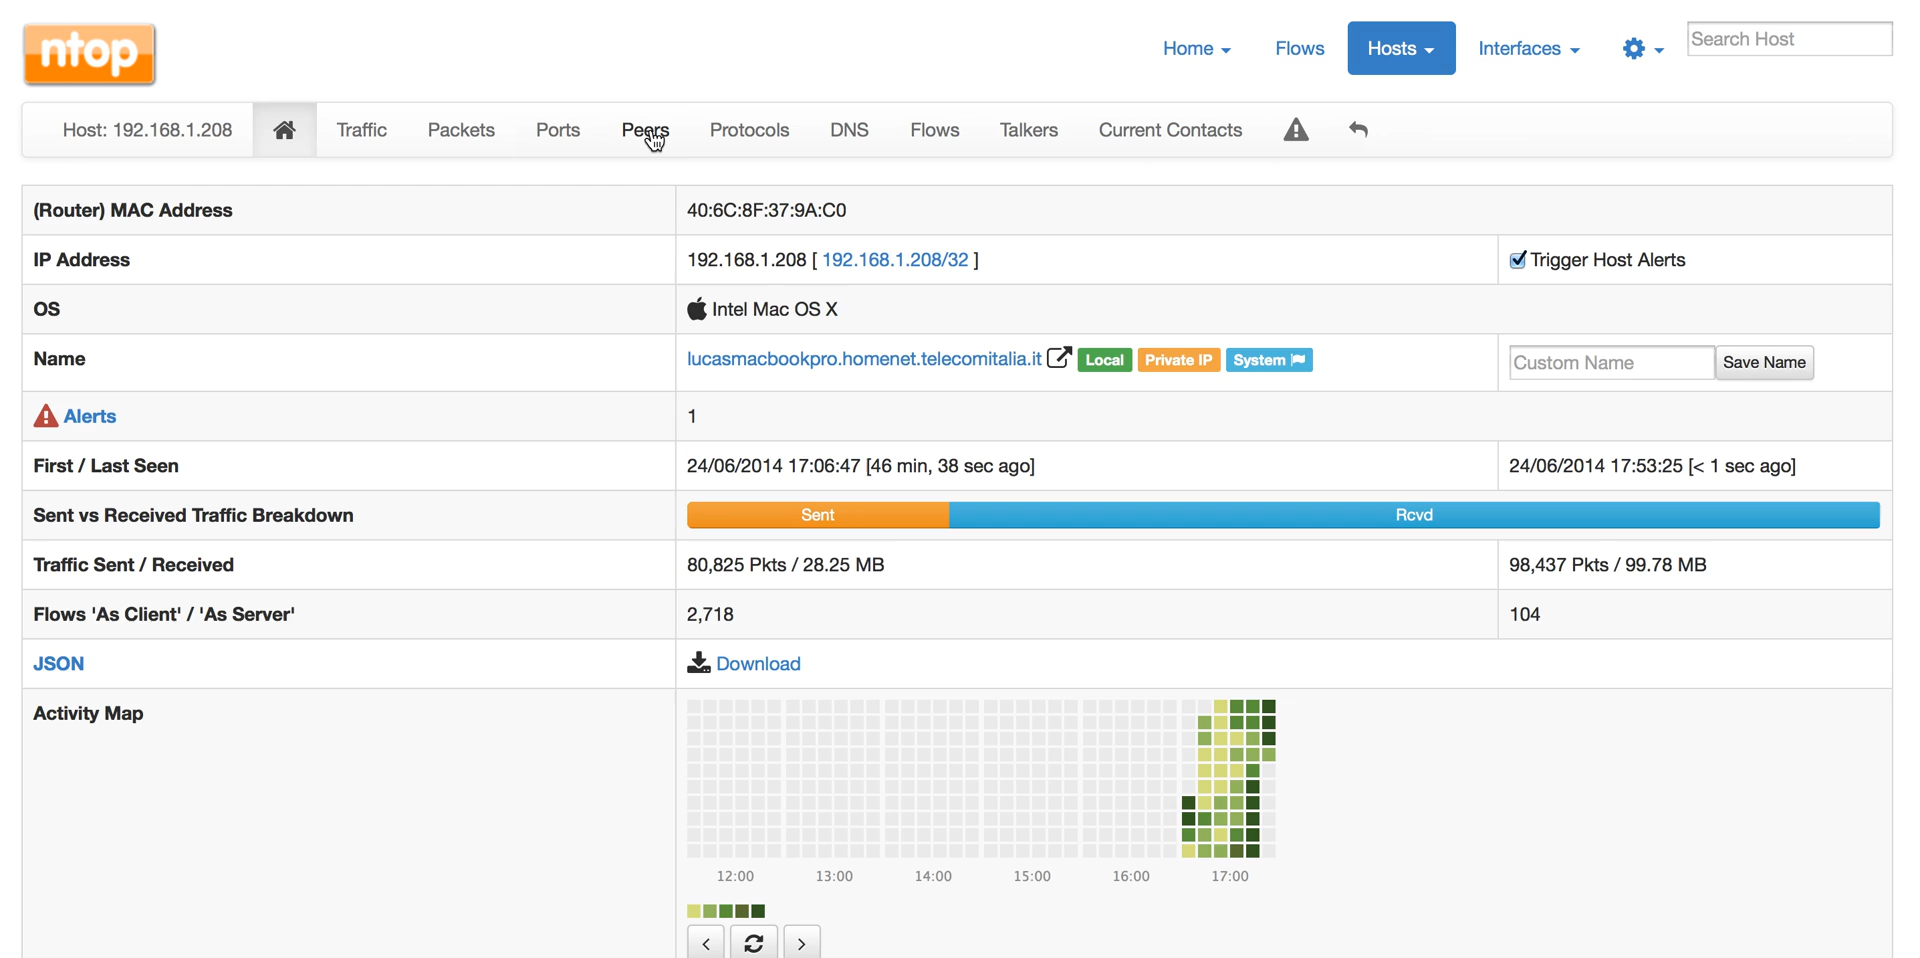 ntop
Home
Flows
Hosts
Interfaces
Search Host
Host: 192.168.1.208
Traffic
Packets
Ports
Peers
Protocols
DNS
Flows
Talkers
Current Contacts
(Router) MAC Address
40:6C:8F:37:9A:C0
IP Address
192.168.1.208 [ 192.168.1.208/32 ]
Trigger Host Alerts
OS
Intel Mac OS X
Name
lucasmacbookpro.homenet.telecomitalia.it Local Private IP System
Custom Name
Save Name
Alerts
1
First / Last Seen
24/06/2014 17:06:47 [46 min, 38 sec ago]
24/06/2014 17:53:25 [< 1 sec ago]
Sent vs Received Traffic Breakdown
Sent
Rcvd
Traffic Sent / Received
80,825 Pkts / 28.25 MB
98,437 Pkts / 99.78 MB
Flows 'As Client' / 'As Server'
2,718
104
JSON
Download
Activity Map
12:00
13:00
14:00
15:00
16:00
17:00